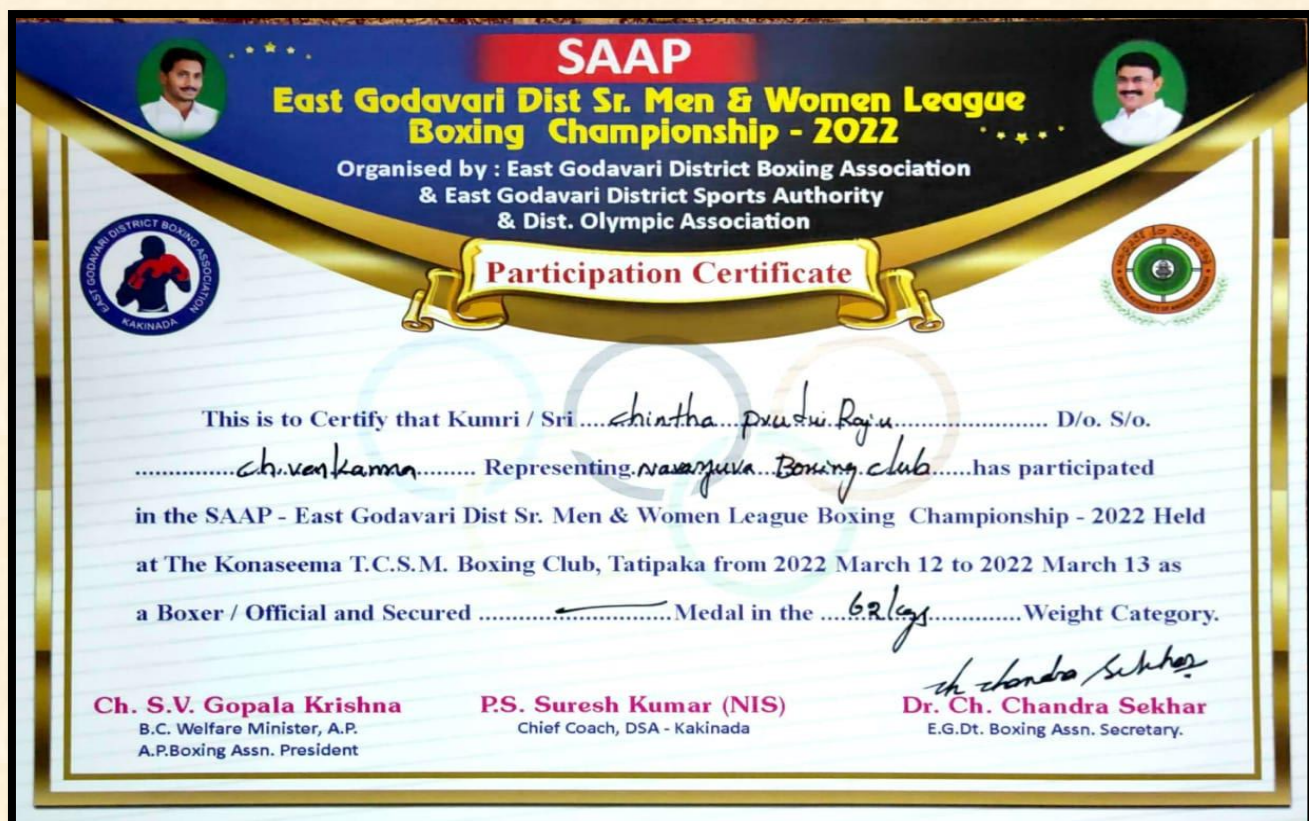 SAAP
East Godavari Dist Sr. Men & Women League
Boxing Championship - 2022
Organised by : East Godavari District Boxing Association
& East Godavari District Sports Authority
& Dist. Olympic Association
EAST GODAVARI DISTRICT BOXING ASSOCIATION
KAKINADA
Participation Certificate
This is to Certify that Kumri / Sri ....chintha...Prudvi Raju...................... D/o. S/o.
..............ch.venkanna......... Representing.Navayuva...Boxing.club......has participated
in the SAAP - East Godavari Dist Sr. Men & Women League Boxing Championship - 2022 Held
at The Konaseema T.C.S.M. Boxing Club, Tatipaka from 2022 March 12 to 2022 March 13 as
a Boxer / Official and Secured ............................Medal in the ....62kgs..............Weight Category.
ch chandra Sekhar
Ch. S.V. Gopala Krishna
B.C. Welfare Minister, A.P.
A.P.Boxing Assn. President
P.S. Suresh Kumar (NIS)
Chief Coach, DSA - Kakinada
Dr. Ch. Chandra Sekhar
E.G.Dt. Boxing Assn. Secretary.